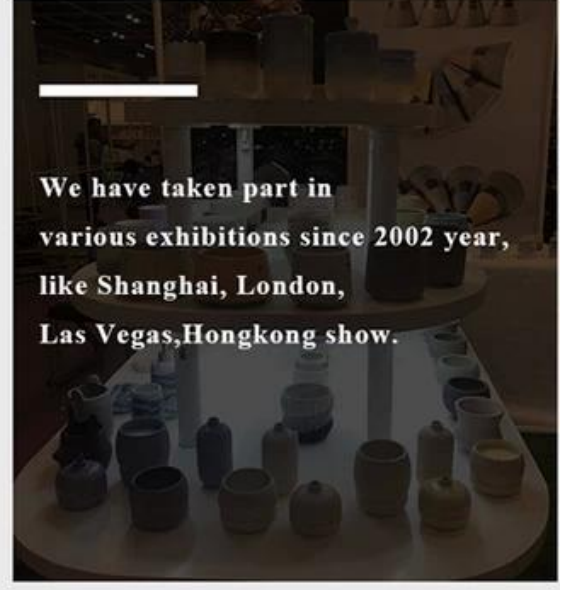 We have taken part in
various exhibitions since 2002 year,
like Shanghai, London,
Las Vegas,Hongkong show.